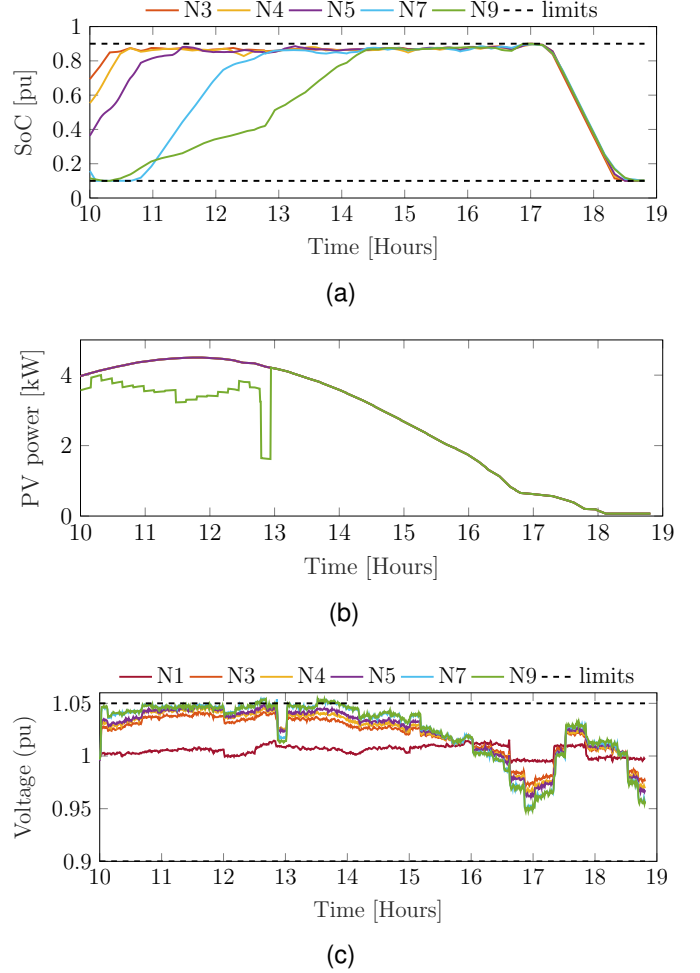 N3 N4 N5 N7 N9 limits
1
0.8
0.6
0.4
0.2
0
SoC [pu]
10 11 12 13 14 15 16 17 18 19
Time [Hours]
(a)
4
2
0
PV power [kW]
10 11 12 13 14 15 16 17 18 19
Time [Hours]
(b)
N1 N3 N4 N5 N7 N9 limits
1.05
1
0.95
0.9
Voltage (pu)
10 11 12 13 14 15 16 17 18 19
Time [Hours]
(c)